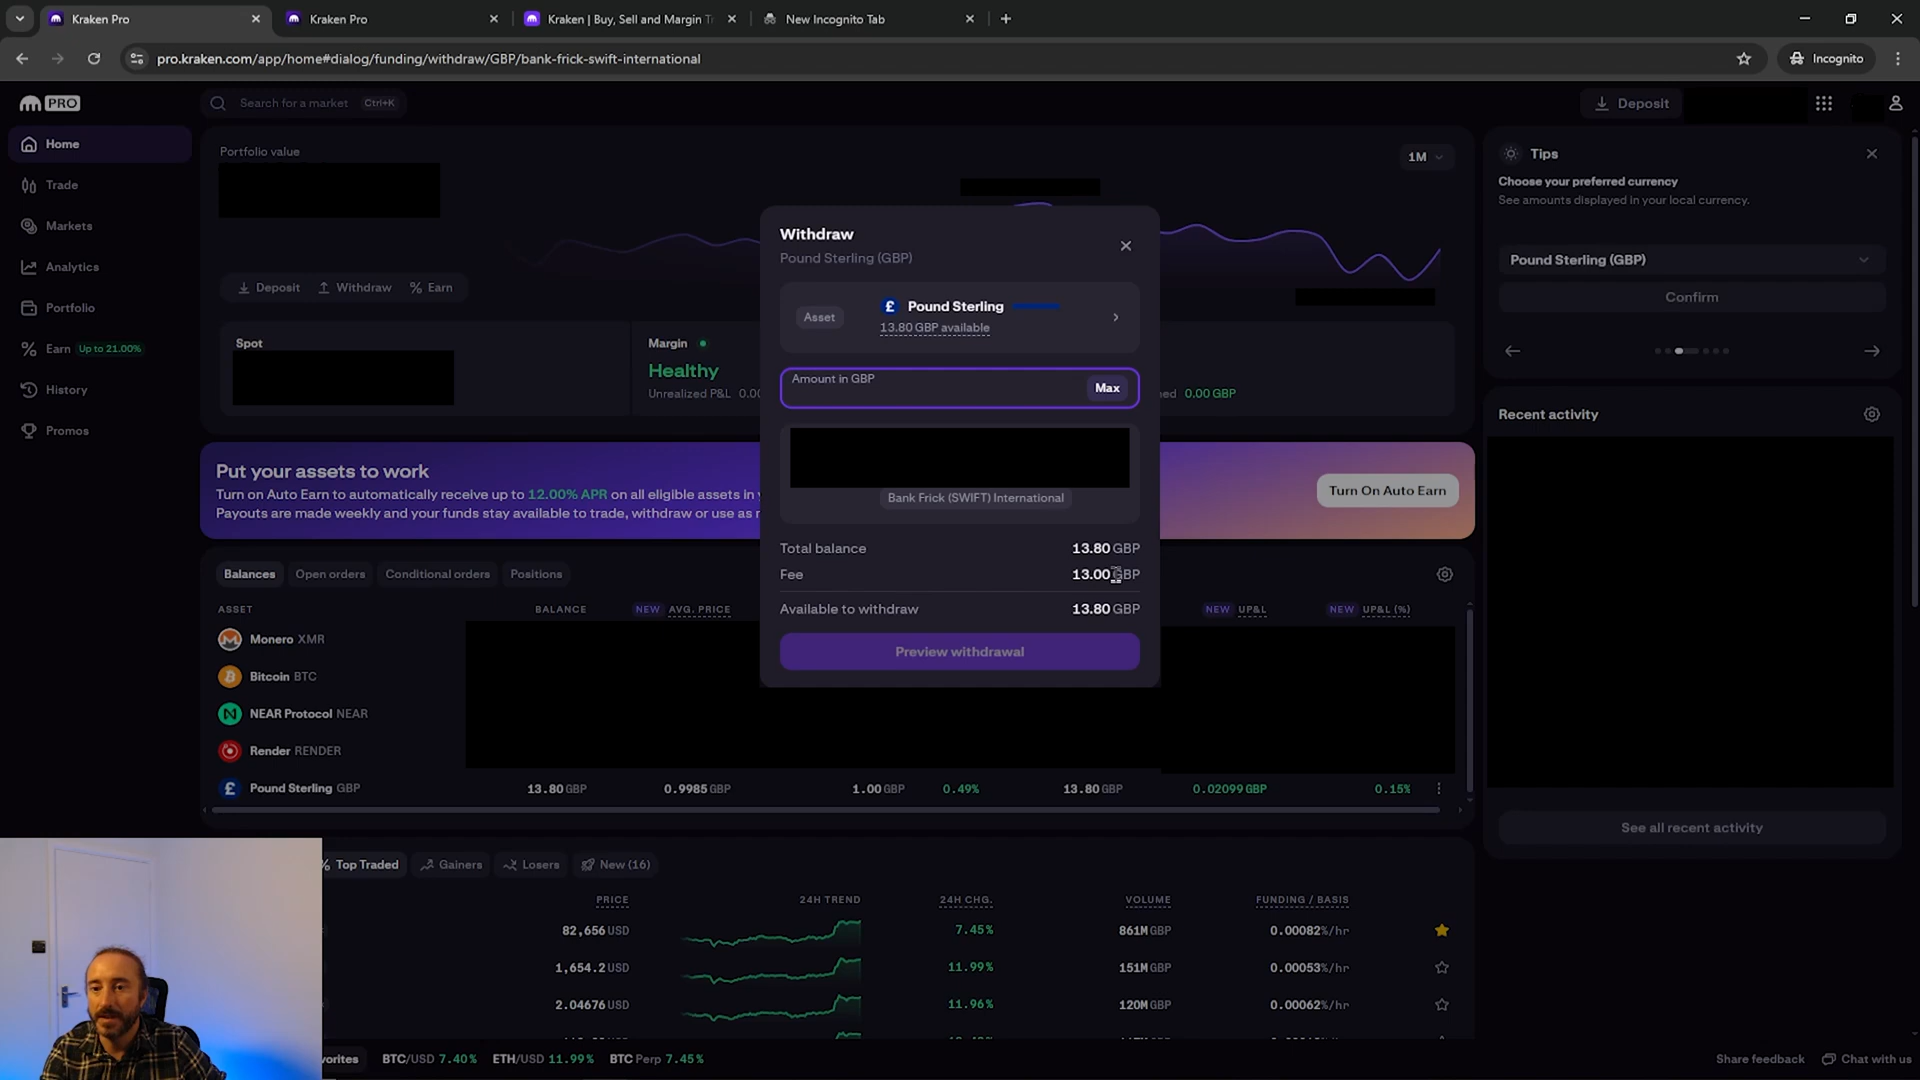 Kraken Pro
Kraken Pro
Kraken | Buy, Sell and Margin T
New Incognito Tab
pro.kraken.com/app/home#dialog/funding/withdraw/GBP/bank-frick-swift-international
Incognito
PRO
Search for a market Ctrl+K
Deposit
Home
Trade
Markets
Analytics
Portfolio
Earn Up to 21.00%
History
Promos
Portfolio value
1M
Deposit Withdraw Earn
Spot
Margin
Healthy
Unrealized P&L 0.00
ned 0.00 GBP
Put your assets to work
Turn on Auto Earn to automatically receive up to 12.00% APR on all eligible assets in y
Payouts are made weekly and your funds stay available to trade, withdraw or use as
Turn On Auto Earn
Withdraw
Pound Sterling (GBP)
Asset
£ Pound Sterling
13.80 GBP available
Amount in GBP
Max
Bank Frick (SWIFT) International
Total balance 13.80 GBP
Fee 13.00 GBP
Available to withdraw 13.80 GBP
Preview withdrawal
Tips
Choose your preferred currency
See amounts displayed in your local currency.
Pound Sterling (GBP)
Confirm
Recent activity
See all recent activity
Balances Open orders Conditional orders Positions
ASSET BALANCE NEW AVG. PRICE NEW UP&L NEW UP&L (%)
Monero XMR
Bitcoin BTC
NEAR Protocol NEAR
Render RENDER
£ Pound Sterling GBP 13.80 GBP 0.9985 GBP 1.00 GBP 0.49% 13.80 GBP 0.02099 GBP 0.15%
Top Traded Gainers Losers New (16)
PRICE 24H TREND 24H CHG. VOLUME FUNDING / BASIS
82,656 USD 7.45% 861M GBP 0.00082%/hr
1,654.2 USD 11.99% 151M GBP 0.00053%/hr
2.04676 USD 11.96% 120M GBP 0.00062%/hr
vorites BTC/USD 7.40% ETH/USD 11.99% BTC Perp 7.45%
Share feedback Chat with us